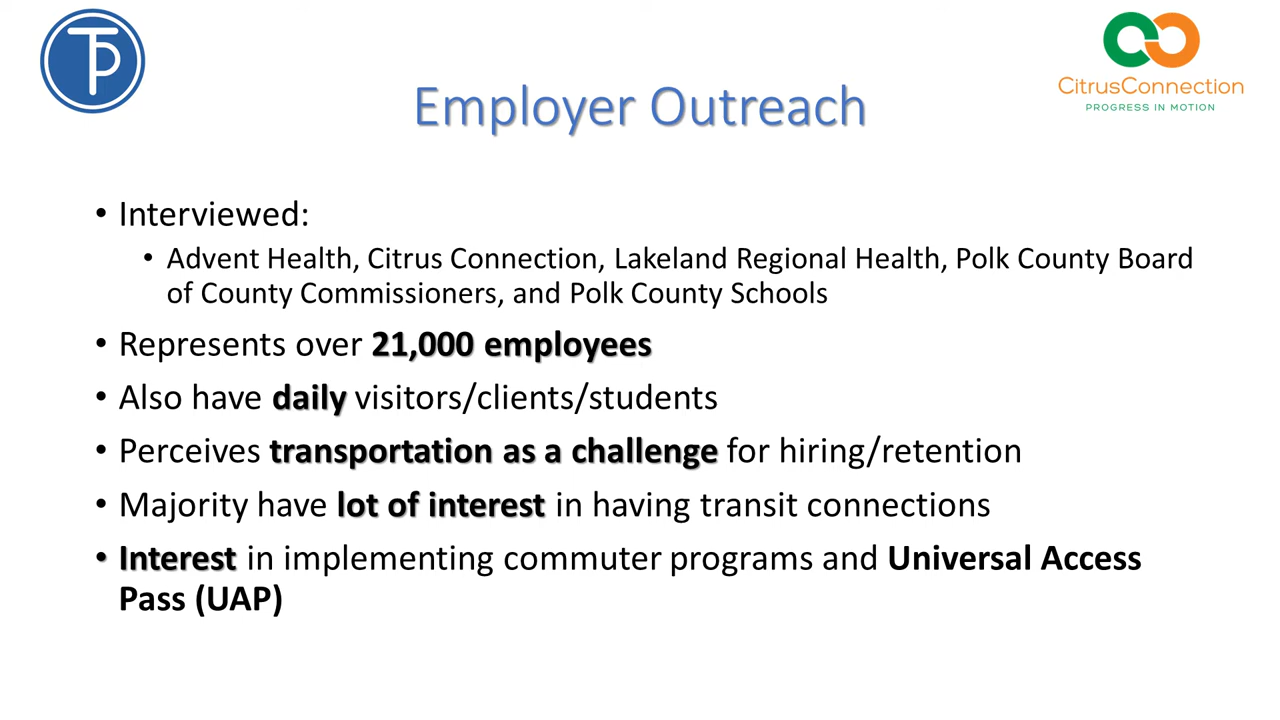 TP
CitrusConnection
PROGRESS IN MOTION
Employer Outreach
• Interviewed:
• Advent Health, Citrus Connection, Lakeland Regional Health, Polk County Board
of County Commissioners, and Polk County Schools
• Represents over 21,000 employees
• Also have daily visitors/clients/students
• Perceives transportation as a challenge for hiring/retention
• Majority have lot of interest in having transit connections
• Interest in implementing commuter programs and Universal Access
Pass (UAP)